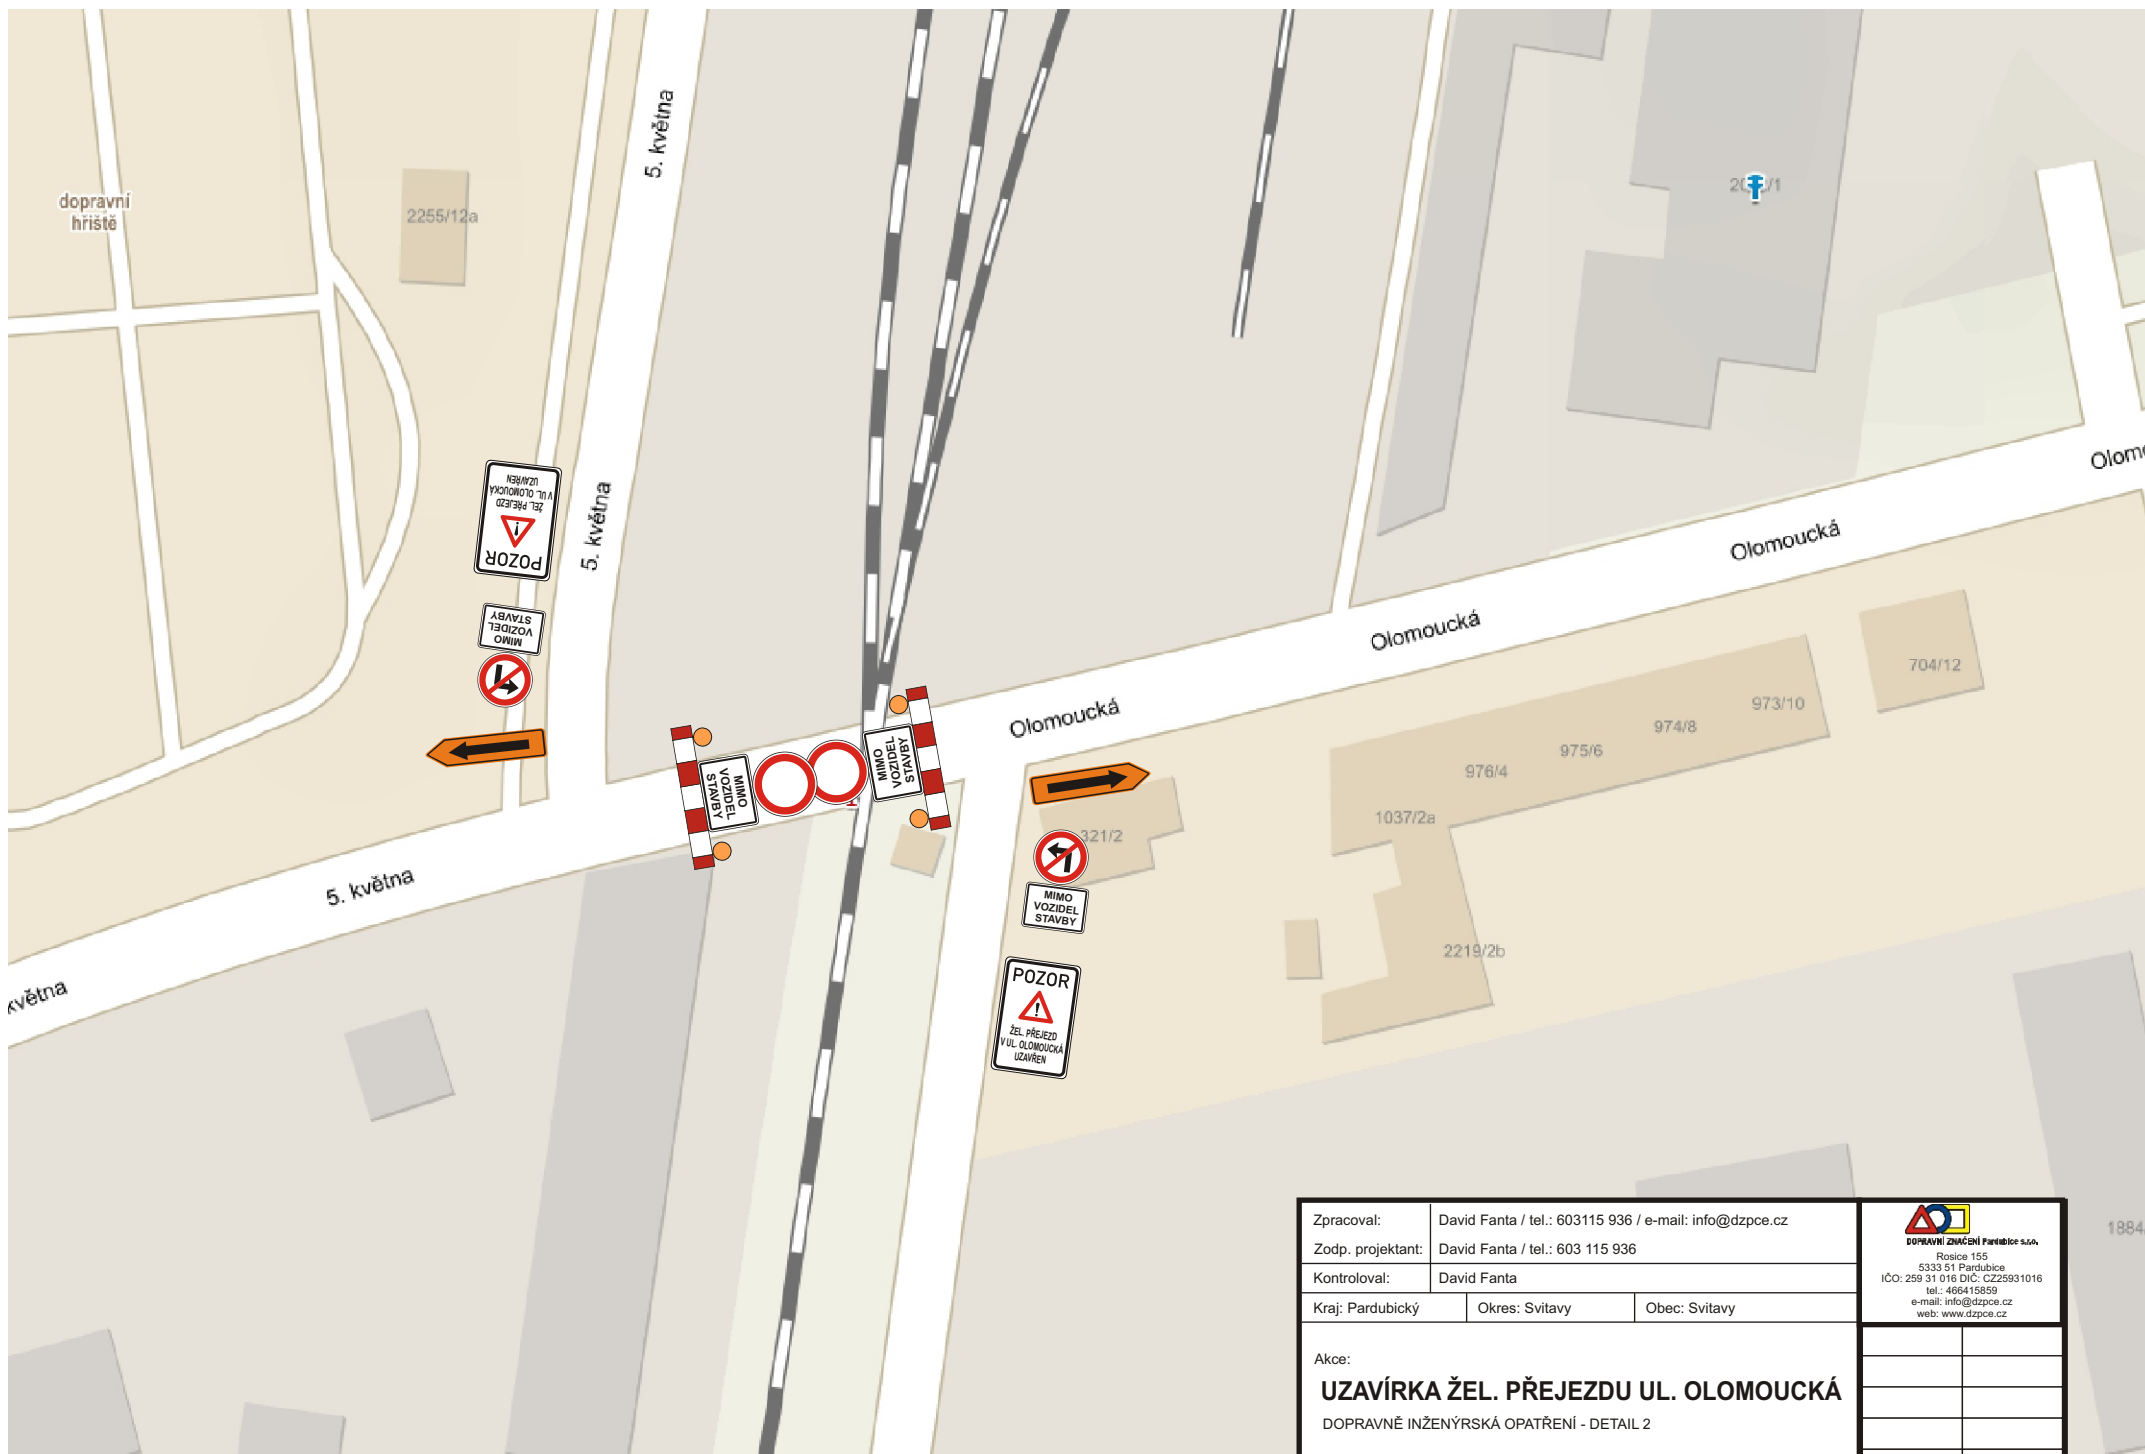 5. května
dopravní
hřiště
2255/12a
5. května
POZOR
ŽEL. PŘEJEZD
V UL. OLOMOUCKÁ
UZAVŘEN
MIMO
VOZIDEL
STAVBY
Olomoucká
Olomoucká
Olomoucká
704/12
973/10
974/8
975/6
976/4
1037/2a
2219/2b
321/2
MIMO
VOZIDEL
STAVBY
MIMO
VOZIDEL
STAVBY
5. května
května
MIMO
VOZIDEL
STAVBY
POZOR
ŽEL. PŘEJEZD
V UL. OLOMOUCKÁ
UZAVŘEN
1884
Zpracoval: David Fanta / tel.: 603115 936 / e-mail: info@dzpce.cz
Zodp. projektant: David Fanta / tel.: 603 115 936
Kontroloval: David Fanta
Kraj: Pardubický Okres: Svitavy Obec: Svitavy
DOPRAVNÍ ZNAČENÍ Pardubice s.r.o.
Rosice 155
5333 51 Pardubice
IČO: 259 31 016 DIČ: CZ25931016
tel.: 466415859
e-mail: info@dzpce.cz
web: www.dzpce.cz
Akce:
UZAVÍRKA ŽEL. PŘEJEZDU UL. OLOMOUCKÁ
DOPRAVNĚ INŽENÝRSKÁ OPATŘENÍ - DETAIL 2